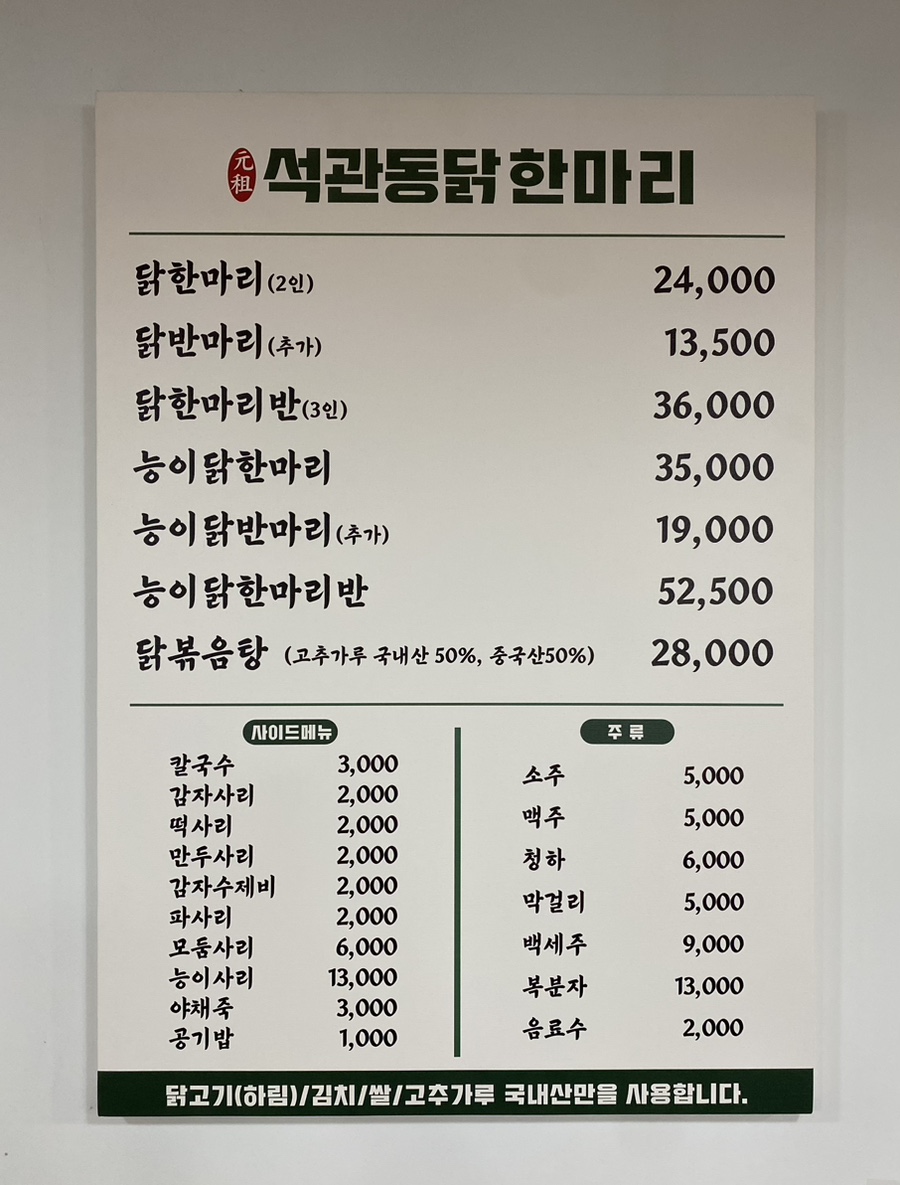 元祖 석관동닭한마리
닭한마리(2인) 24,000
닭반마리(추가) 13,500
닭한마리반(3인) 36,000
능이닭한마리 35,000
능이닭반마리(추가) 19,000
능이닭한마리반 52,500
닭볶음탕 (고추가루 국내산 50%, 중국산50%) 28,000
사이드메뉴
칼국수 3,000
감자사리 2,000
떡사리 2,000
만두사리 2,000
감자수제비 2,000
파사리 2,000
모둠사리 6,000
능이사리 13,000
야채죽 3,000
공기밥 1,000
주 류
소주 5,000
맥주 5,000
청하 6,000
막걸리 5,000
백세주 9,000
복분자 13,000
음료수 2,000
닭고기(하림)/김치/쌀/고추가루 국내산만을 사용합니다.